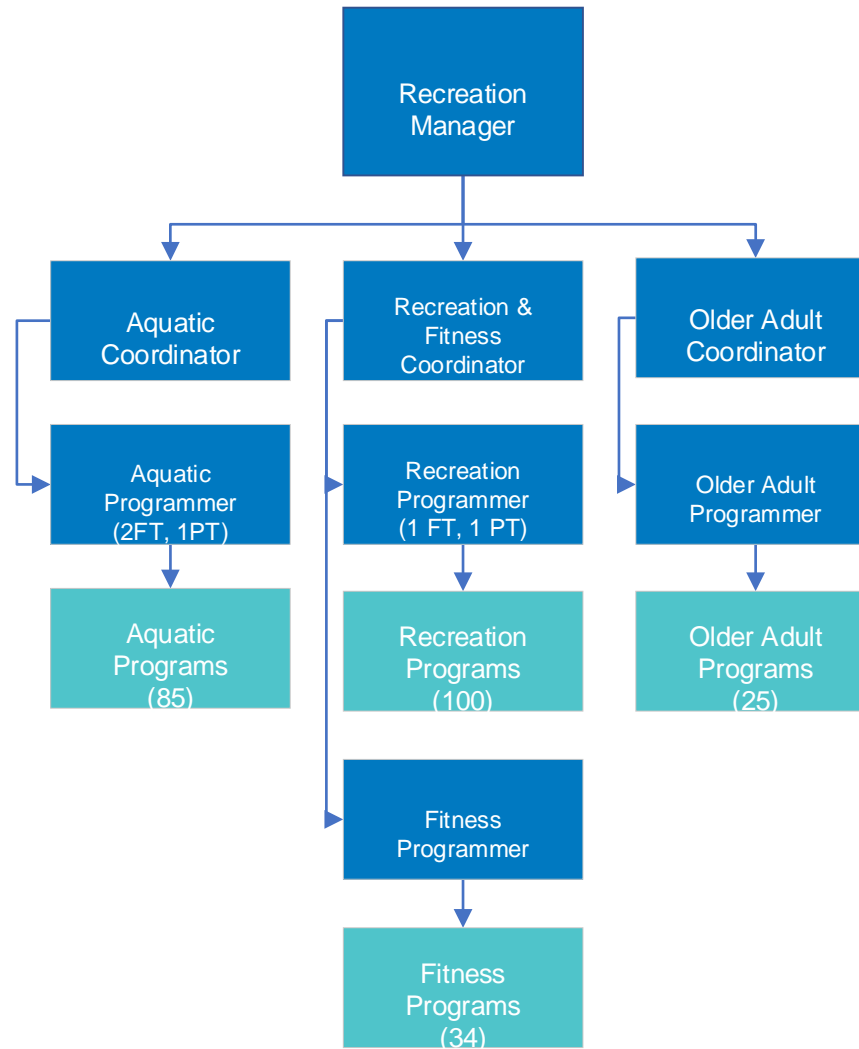 Recreation
Manager
Aquatic
Coordinator
Recreation &
Fitness
Coordinator
Older Adult
Coordinator
Aquatic
Programmer
(2FT, 1PT)
Recreation
Programmer
(1 FT, 1 PT)
Older Adult
Programmer
Aquatic
Programs
(85)
Recreation
Programs
(100)
Older Adult
Programs
(25)
Fitness
Programmer
Fitness
Programs
(34)